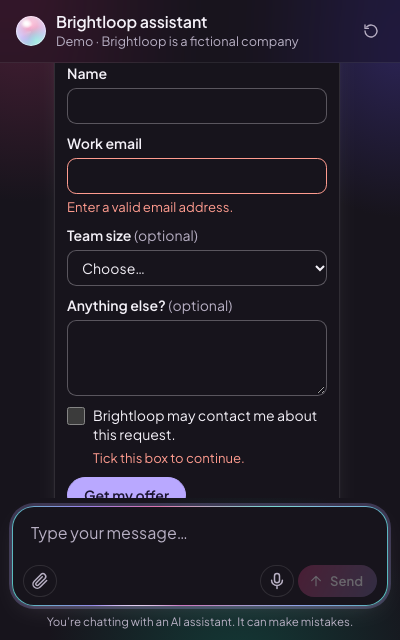 Brightloop assistant
Demo · Brightloop is a fictional company
Name
Work email
Enter a valid email address.
Team size (optional)
Choose...
Anything else? (optional)
Brightloop may contact me about
this request.
Tick this box to continue.
Get my offer
Type your message...
Send
You're chatting with an AI assistant. It can make mistakes.